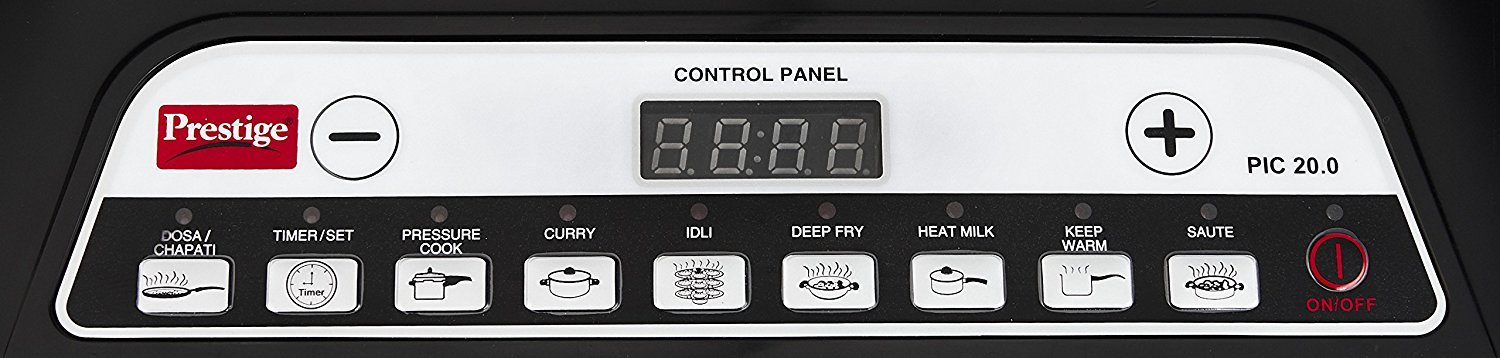 CONTROL PANEL
Prestige®
PIC 20.0
DOSA /
CHAPATI
TIMER/SET
PRESSURE
COOK
CURRY
IDLI
DEEP FRY
HEAT MILK
KEEP
WARM
SAUTE
Timer
ON/OFF